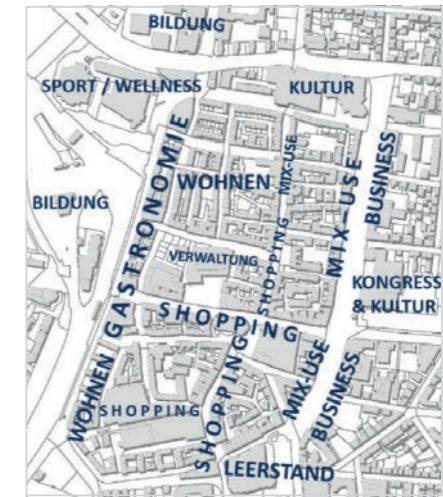 BILDUNG
SPORT / WELLNESS
KULTUR
GASTRONOMIE
WOHNEN
MIX-USE
MIX-USE
BUSINESS
BILDUNG
VERWALTUNG
SHOPPING
KONGRESS
& KULTUR
SHOPPING
WOHNEN
SHOPPING
SHOPPING
MIX-USE
BUSINESS
LEERSTAND